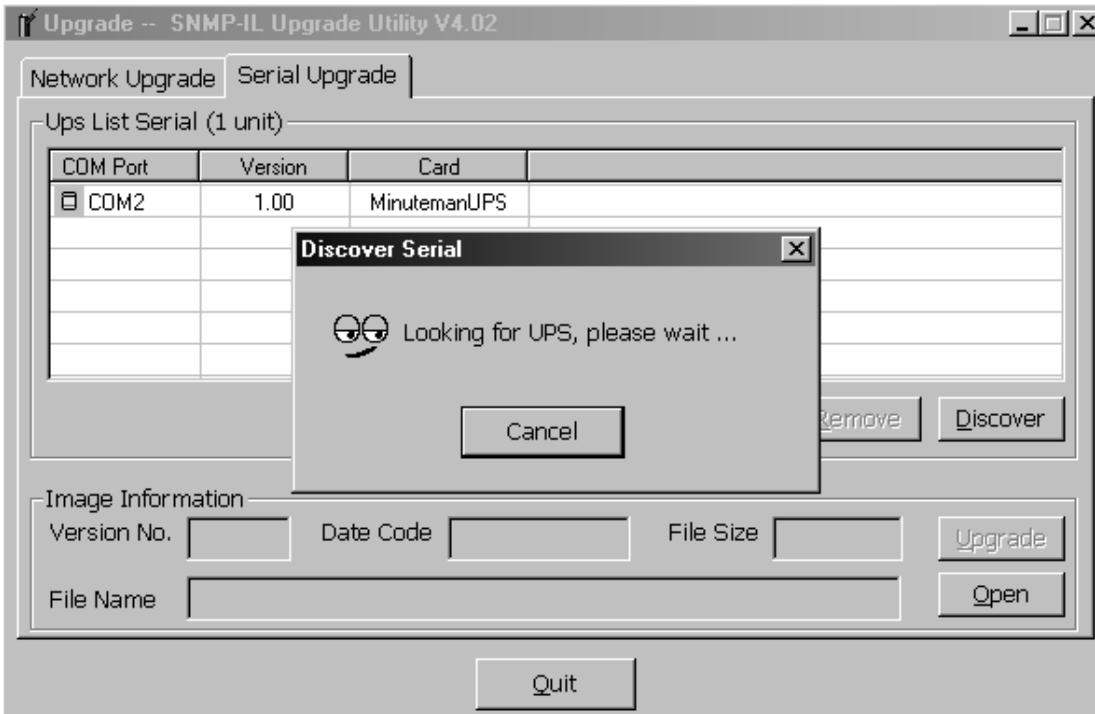 Upgrade -- SNMP-IL Upgrade Utility V4.02
Network Upgrade Serial Upgrade
Ups List Serial (1 unit)
COM Port Version Card
COM2 1.00 MinutemanUPS
Discover Serial
Looking for UPS, please wait ...
Cancel
Remove Discover
Image Information
Version No. Date Code File Size Upgrade
File Name Open
Quit